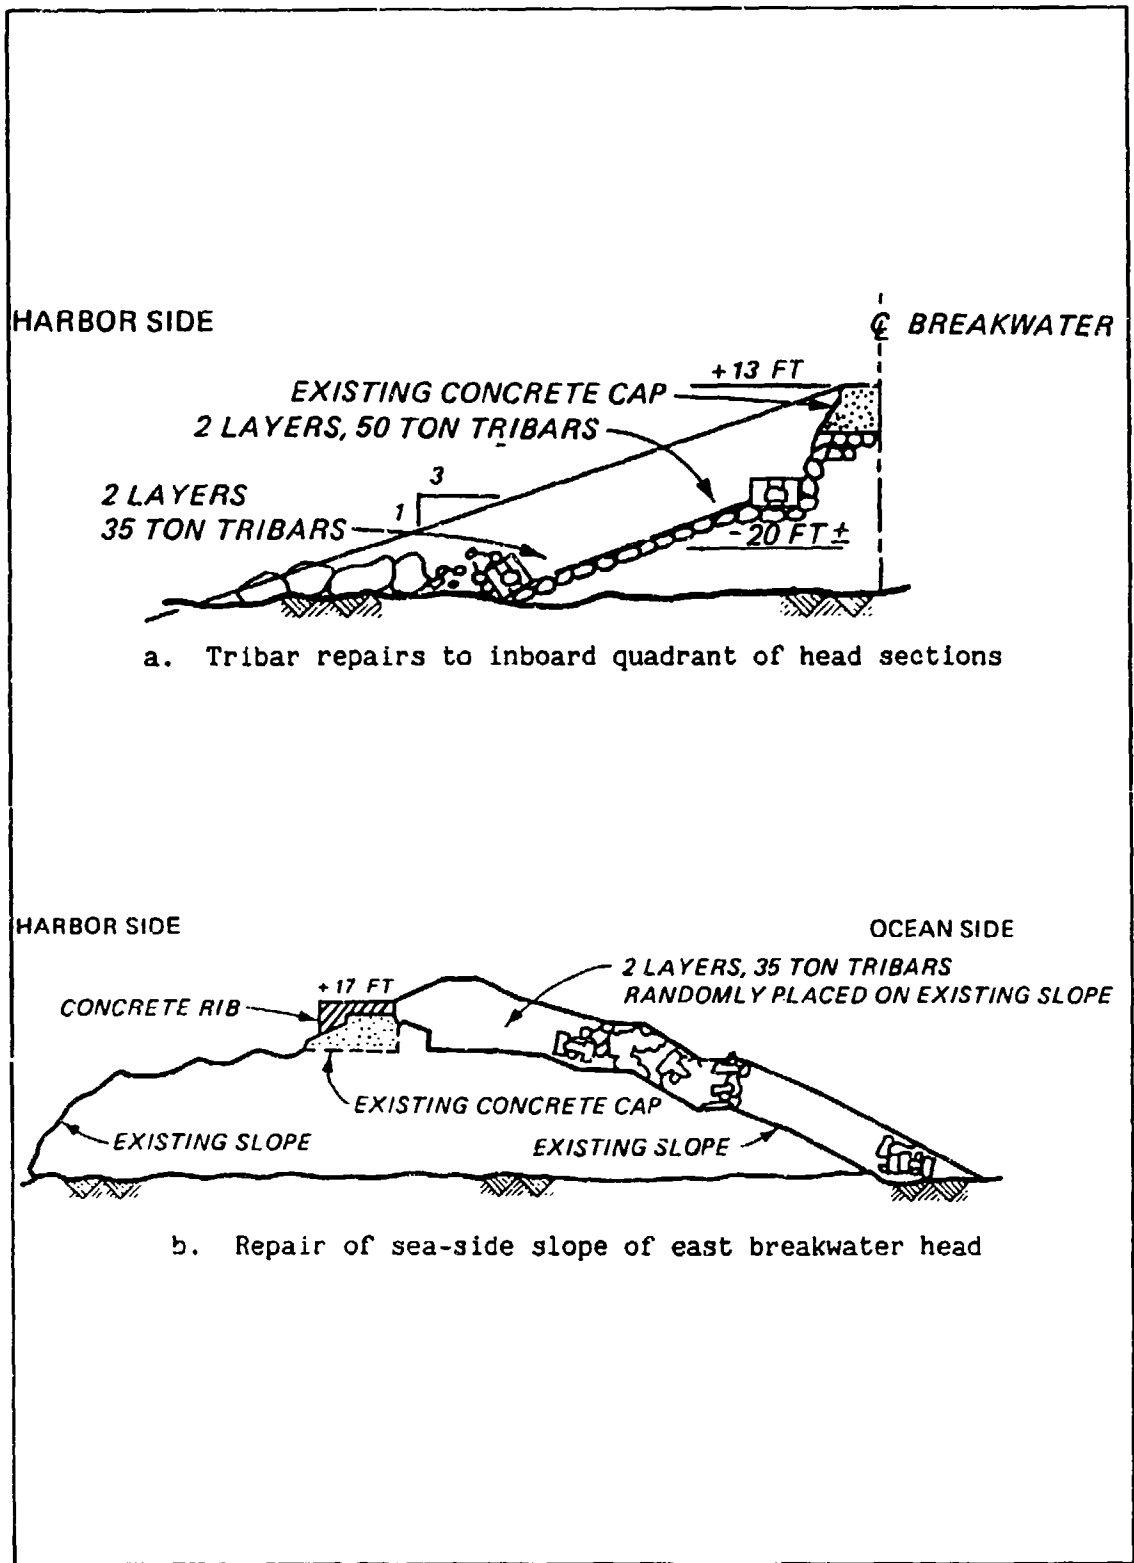 HARBOR SIDE
℄ BREAKWATER
+13 FT
EXISTING CONCRETE CAP
2 LAYERS, 50 TON TRIBARS
3
1
2 LAYERS
35 TON TRIBARS
-20 FT ±
a. Tribar repairs to inboard quadrant of head sections
HARBOR SIDE
OCEAN SIDE
2 LAYERS, 35 TON TRIBARS
RANDOMLY PLACED ON EXISTING SLOPE
+17 FT
CONCRETE RIB
EXISTING CONCRETE CAP
EXISTING SLOPE
EXISTING SLOPE
b. Repair of sea-side slope of east breakwater head